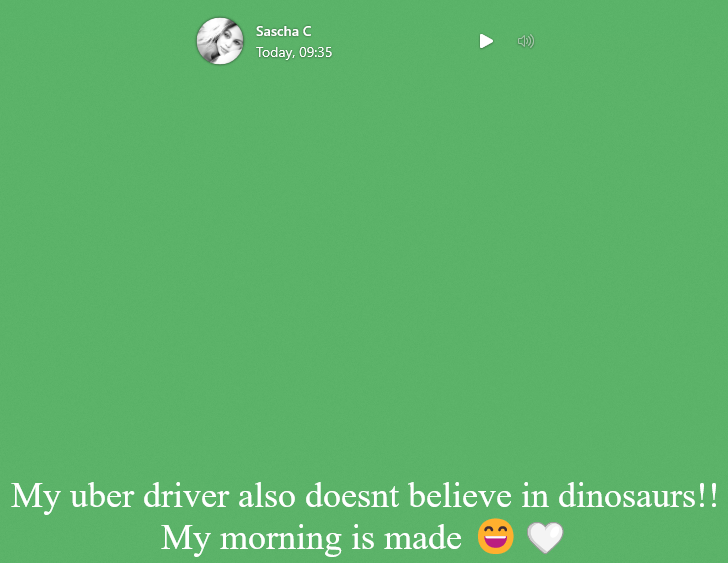 Sascha C
Today, 09:35
My uber driver also doesnt believe in dinosaurs!!
My morning is made 😄 🤍